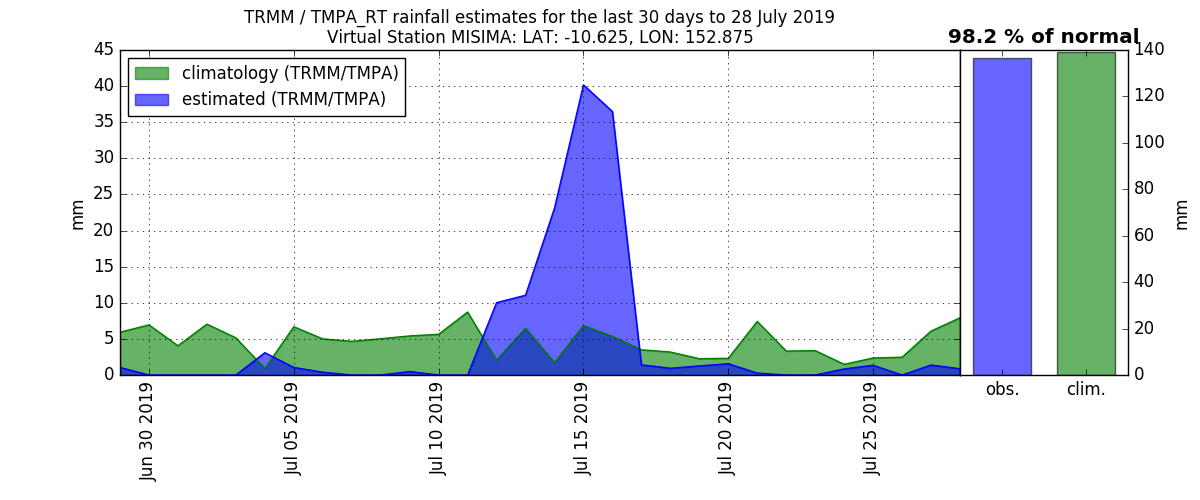 TRMM / TMPA_RT rainfall estimates for the last 30 days to 28 July 2019
Virtual Station MISIMA: LAT: -10.625, LON: 152.875
98.2 % of normal
climatology (TRMM/TMPA)
estimated (TRMM/TMPA)
45
40
35
30
25
20
15
10
5
0
mm
Jun 30 2019
Jul 05 2019
Jul 10 2019
Jul 15 2019
Jul 20 2019
Jul 25 2019
obs.
clim.
140
120
100
80
60
40
20
0
mm